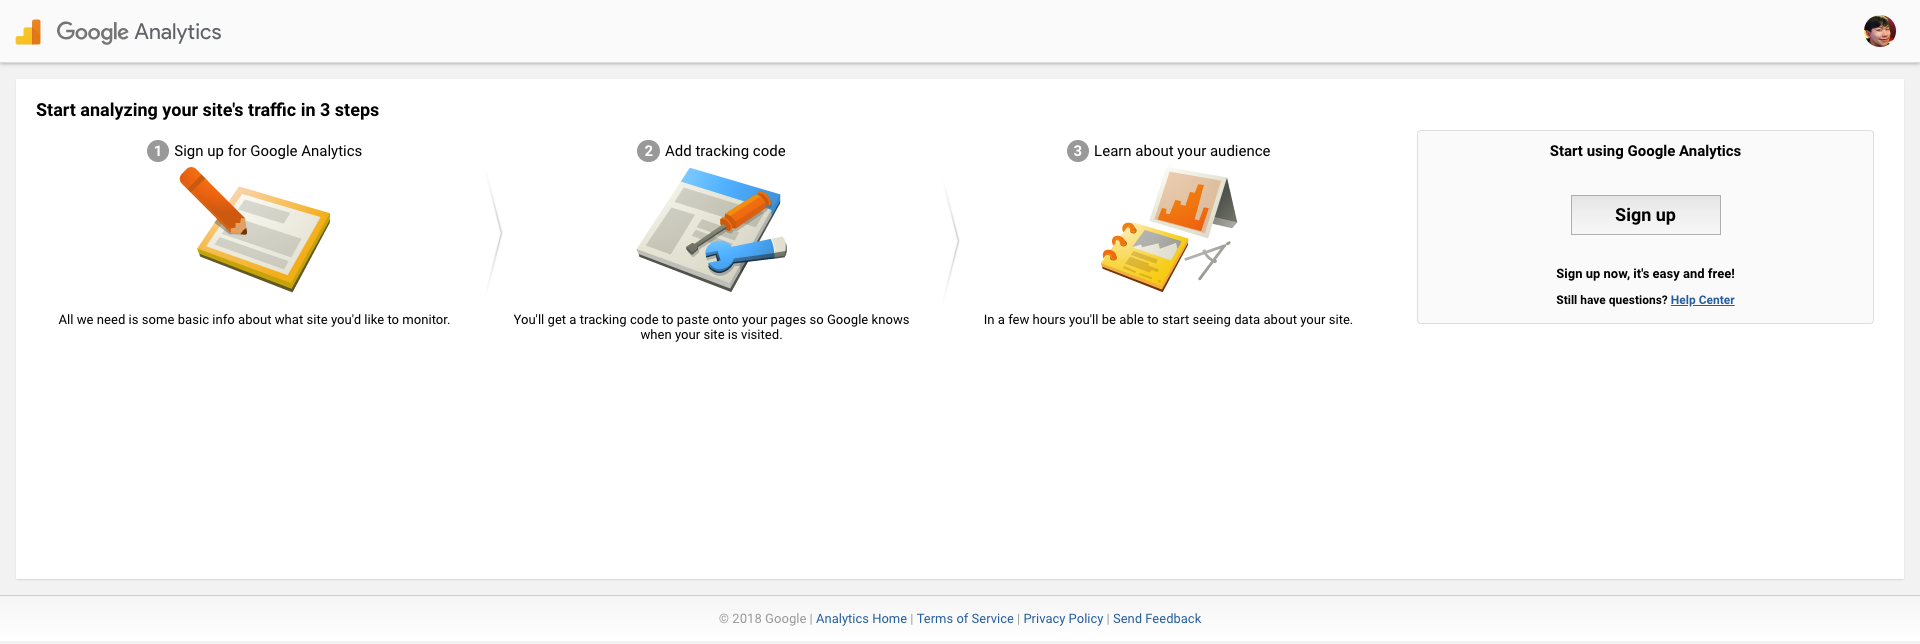 Google Analytics
Start analyzing your site's traffic in 3 steps
1 Sign up for Google Analytics
All we need is some basic info about what site you'd like to monitor.
2 Add tracking code
You'll get a tracking code to paste onto your pages so Google knows
when your site is visited.
3 Learn about your audience
In a few hours you'll be able to start seeing data about your site.
Start using Google Analytics
Sign up
Sign up now, it's easy and free!
Still have questions? Help Center
© 2018 Google | Analytics Home | Terms of Service | Privacy Policy | Send Feedback